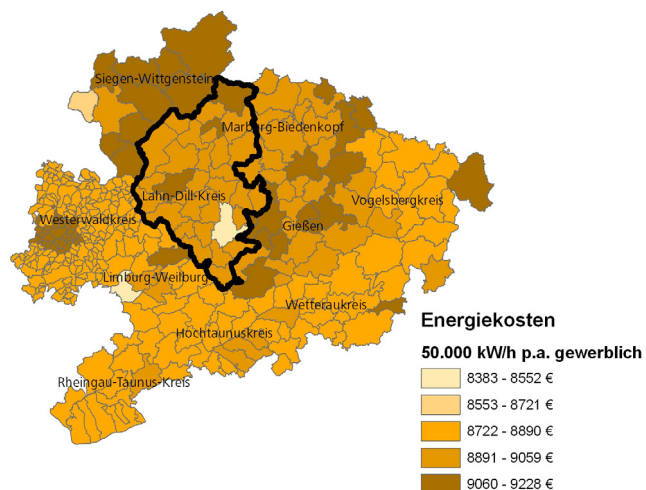 Siegen-Wittgenstein
Marburg-Biedenkopf
Lahn-Dill-Kreis
Vogelsbergkreis
Westerwaldkreis
Gießen
Limburg-Weilburg
Wetteraukreis
Hochtaunuskreis
Rheingau-Taunus-Kreis
Energiekosten
50.000 kW/h p.a. gewerblich
8383 - 8552 €
8553 - 8721 €
8722 - 8890 €
8891 - 9059 €
9060 - 9228 €